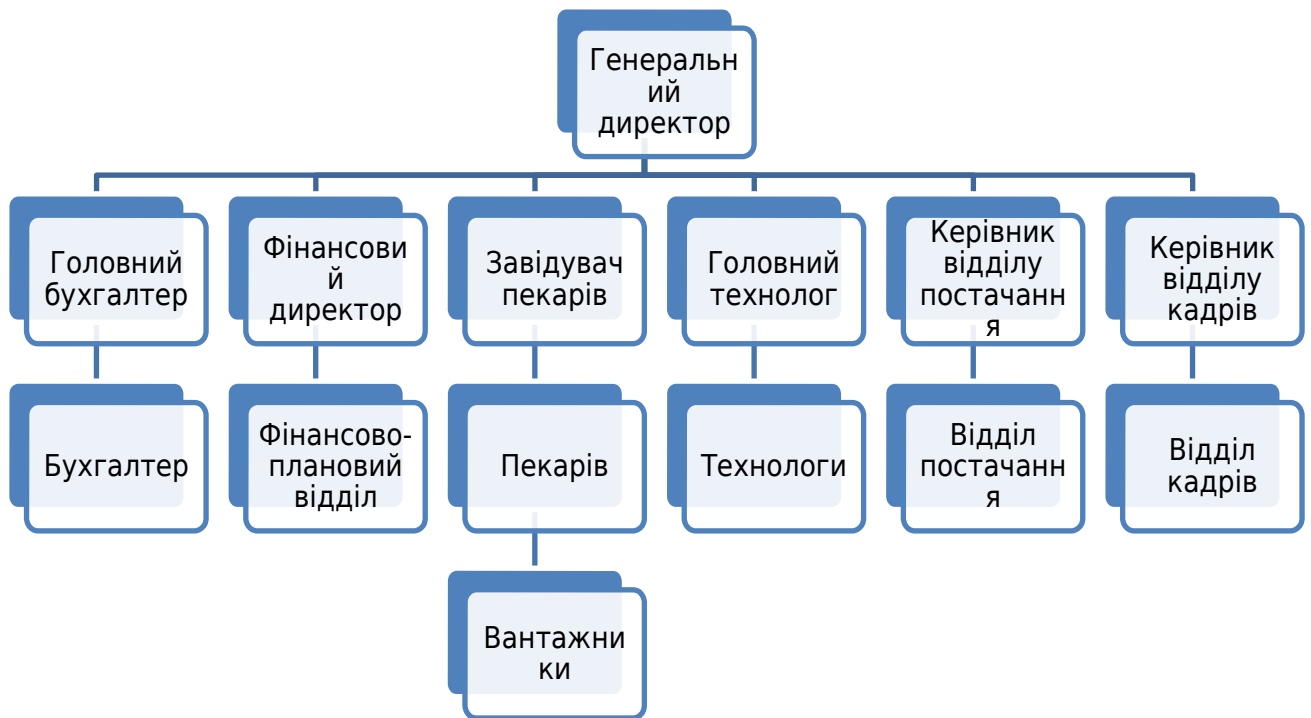 Генеральн
ий
директор
Головний
бухгалтер
Фінансови
й
директор
Завідувач
пекарів
Головний
технолог
Керівник
відділу
постачанн
я
Керівник
відділу
кадрів
Бухгалтер
Фінансово-
плановий
відділ
Пекарів
Технологи
Відділ
постачанн
я
Відділ
кадрів
Вантажни
ки